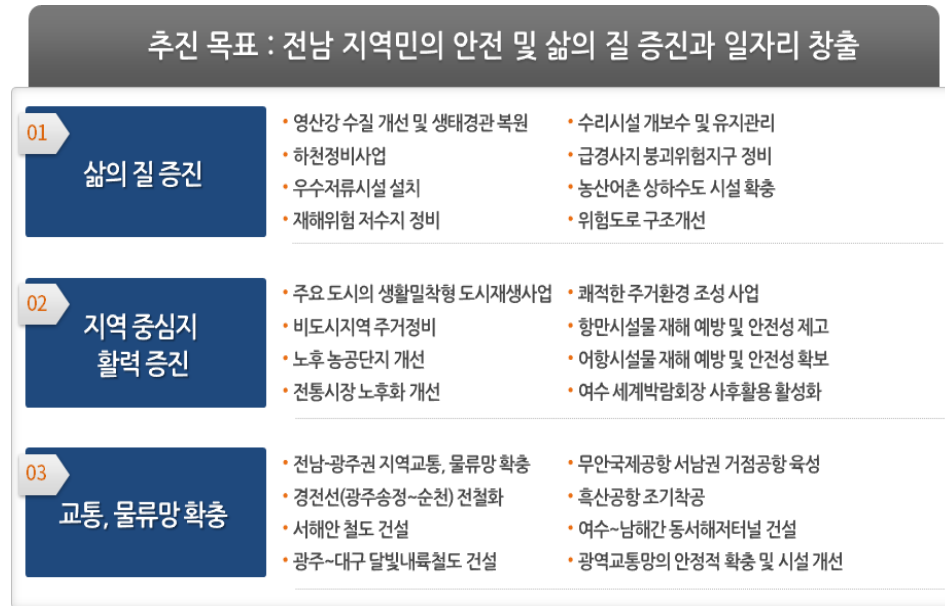 추진 목표 : 전남 지역민의 안전 및 삶의 질 증진과 일자리 창출
01
삶의 질 증진
• 영산강 수질 개선 및 생태경관 복원
• 하천정비사업
• 우수저류시설 설치
• 재해위험 저수지 정비
• 수리시설 개보수 및 유지관리
• 급경사지 붕괴위험지구 정비
• 농산어촌 상하수도 시설 확충
• 위험도로 구조개선
02
지역 중심지
활력 증진
• 주요 도시의 생활밀착형 도시재생사업
• 비도시지역 주거정비
• 노후 농공단지 개선
• 전통시장 노후화 개선
• 쾌적한 주거환경 조성 사업
• 항만시설물 재해 예방 및 안전성 제고
• 어항시설물 재해 예방 및 안전성 확보
• 여수 세계박람회장 사후활용 활성화
03
교통, 물류망 확충
• 전남-광주권 지역교통, 물류망 확충
• 경전선(광주송정~순천) 전철화
• 서해안 철도 건설
• 광주~대구 달빛내륙철도 건설
• 무안국제공항 서남권 거점공항 육성
• 흑산공항 조기착공
• 여수~남해간 동서해저터널 건설
• 광역교통망의 안정적 확충 및 시설 개선